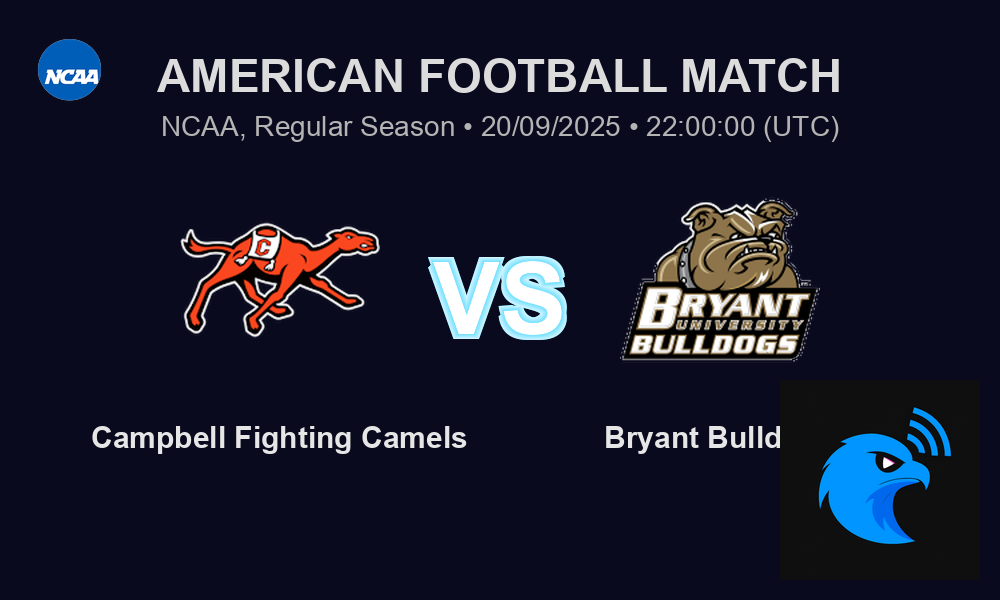 NCAA
AMERICAN FOOTBALL MATCH
NCAA, Regular Season • 20/09/2025 • 22:00:00 (UTC)
C
VS
BRYANT
UNIVERSITY
BULLDOGS
Campbell Fighting Camels
Bryant Bulld